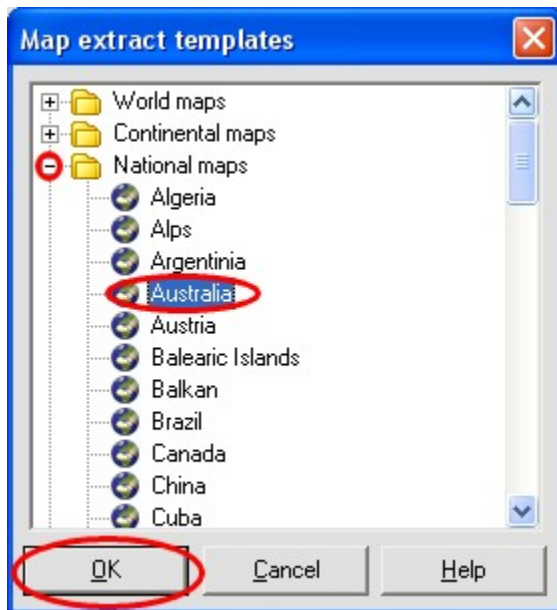 Map extract templates
World maps
Continental maps
National maps
Algeria
Alps
Argentinia
Australia
Austria
Balearic Islands
Balkan
Brazil
Canada
China
Cuba
OK Cancel Help